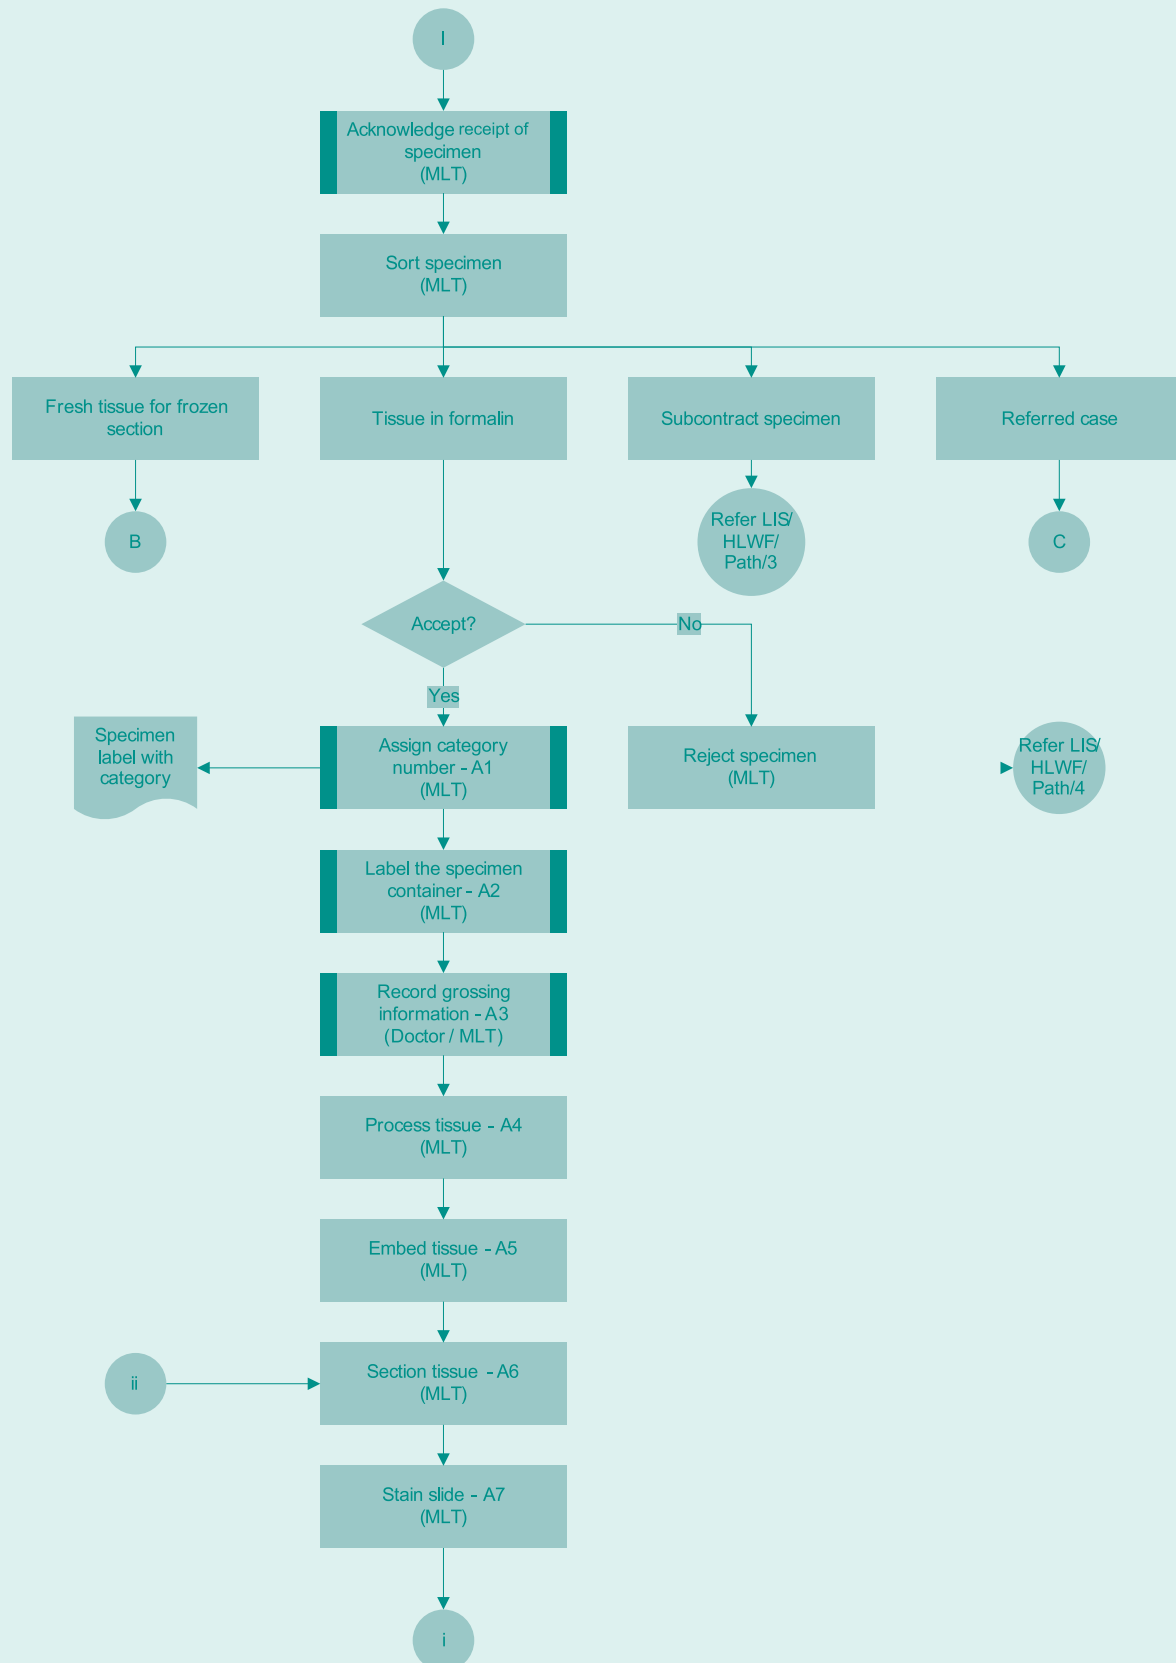 I
Acknowledge receipt of
specimen
(MLT)
Sort specimen
(MLT)
Fresh tissue for frozen
section
Tissue in formalin
Subcontract specimen
Referred case
B
Refer LIS/
HLWF/
Path/3
C
Accept?
No
Yes
Specimen
label with
category
Assign category
number - A1
(MLT)
Reject specimen
(MLT)
Refer LIS/
HLWF/
Path/4
Label the specimen
container - A2
(MLT)
Record grossing
information - A3
(Doctor / MLT)
Process tissue - A4
(MLT)
Embed tissue - A5
(MLT)
ii
Section tissue - A6
(MLT)
Stain slide - A7
(MLT)
i